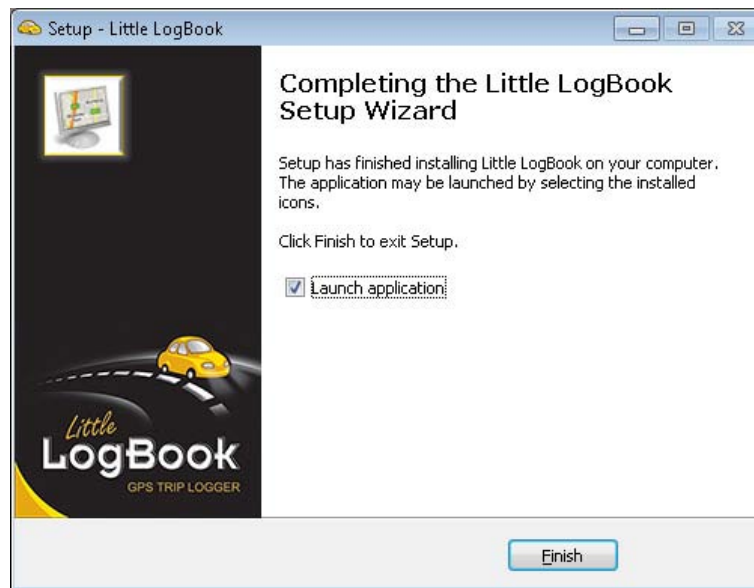 Setup - Little LogBook
Completing the Little LogBook
Setup Wizard
Setup has finished installing Little LogBook on your computer.
The application may be launched by selecting the installed
icons.
Click Finish to exit Setup.
Launch application
Little
LogBook
GPS TRIP LOGGER
Finish